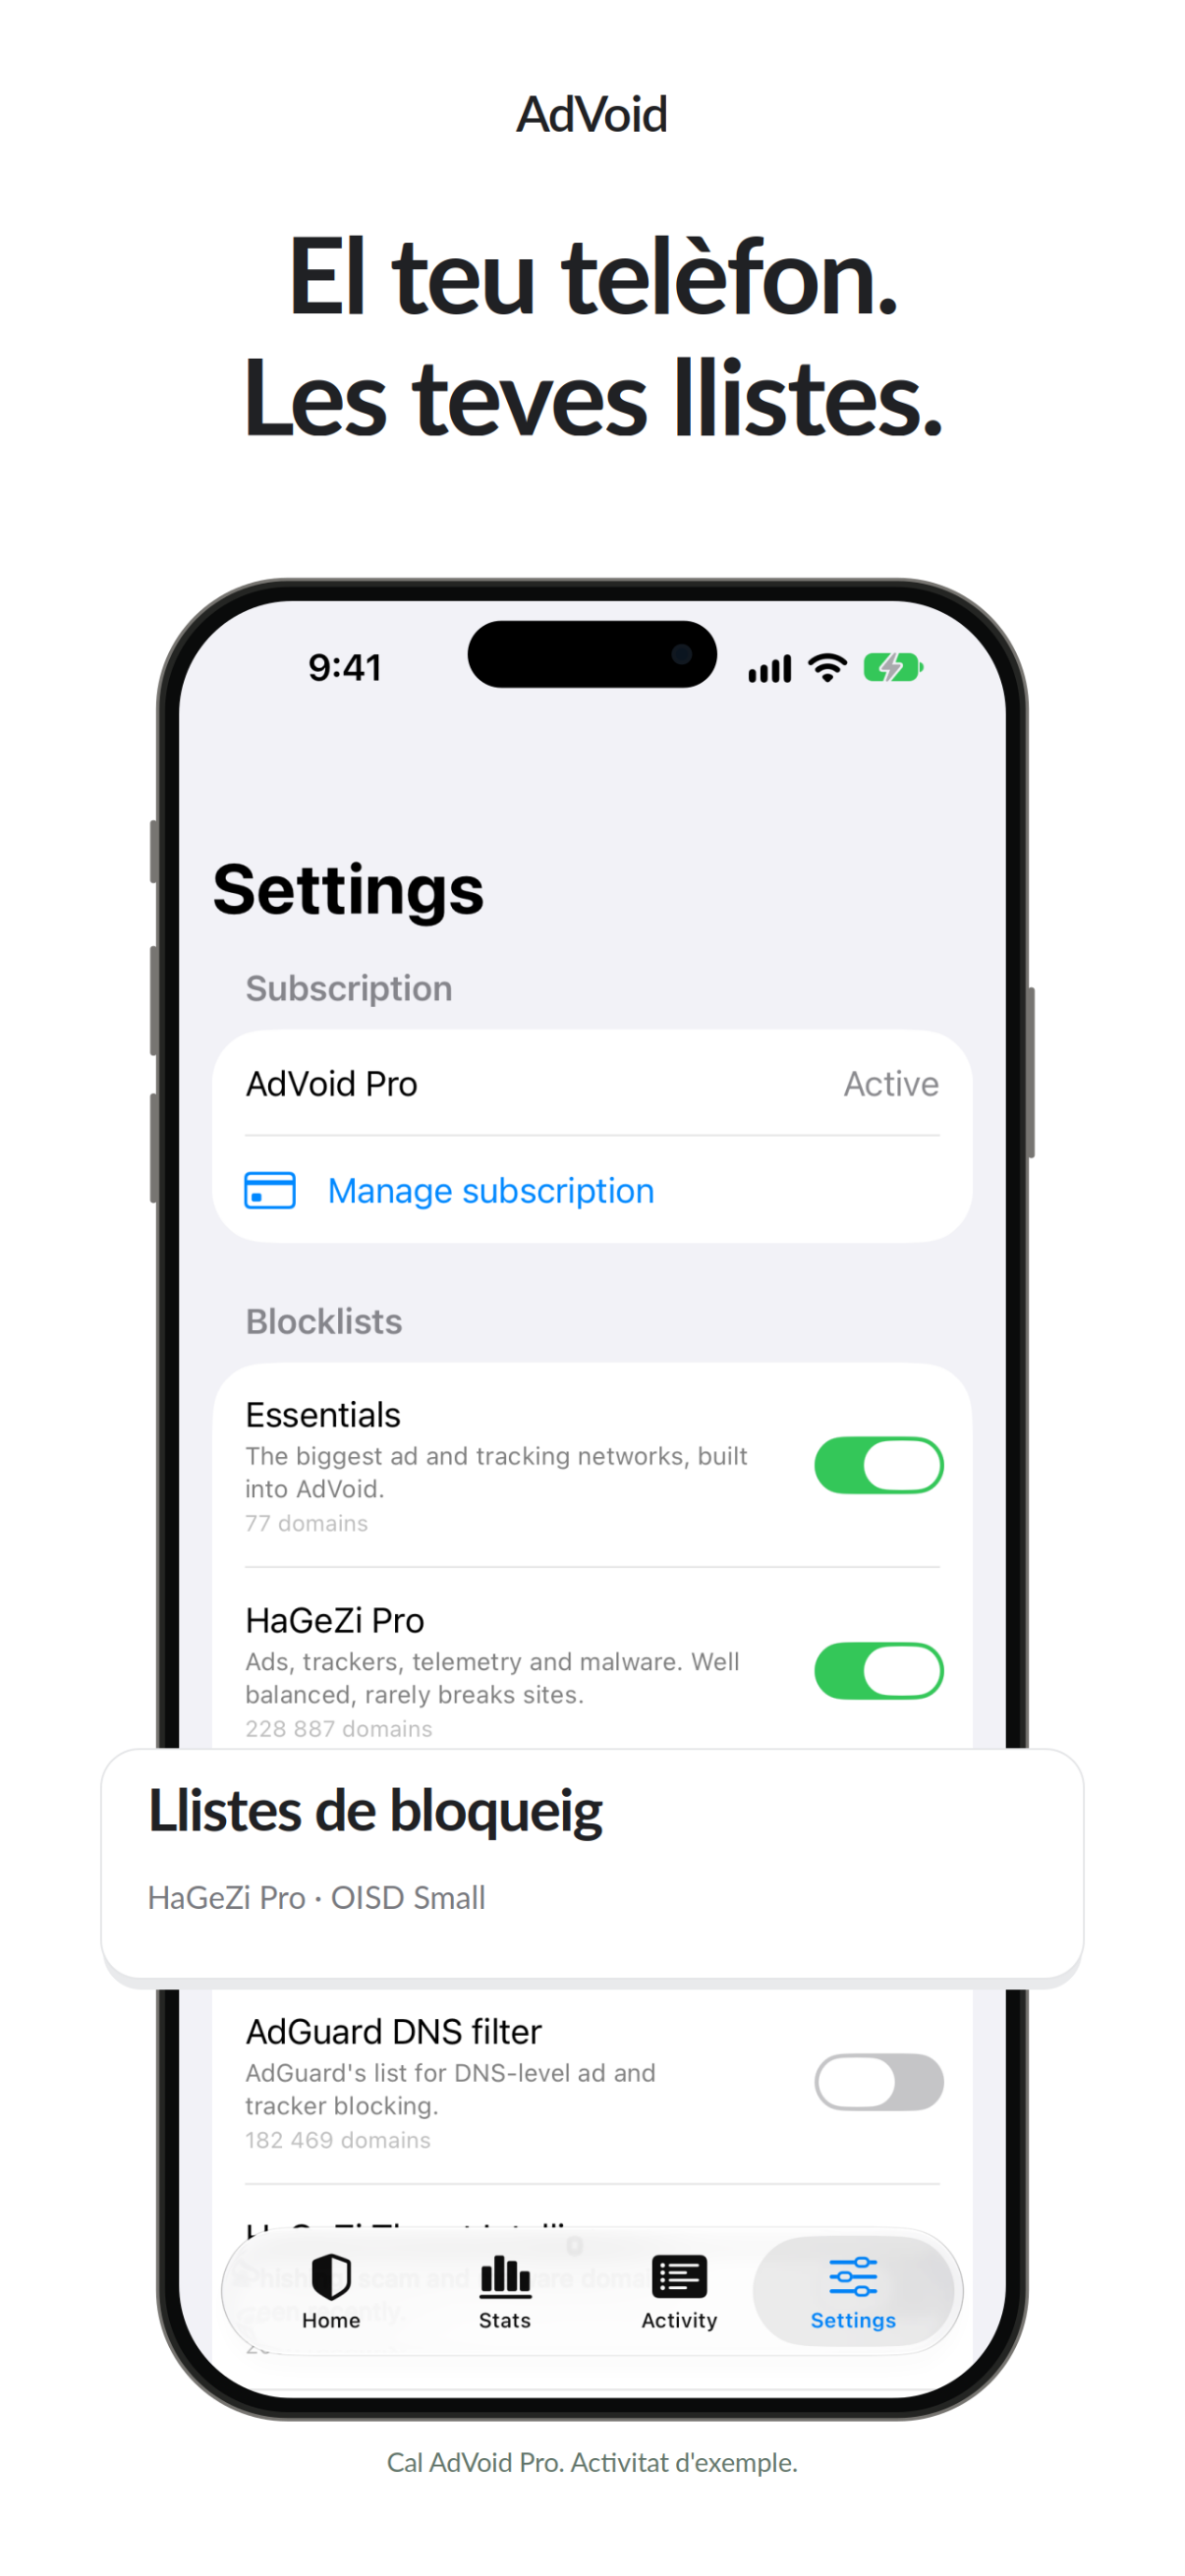 AdVoid
El teu telèfon.
Les teves llistes.
9:41
Settings
Subscription
AdVoid Pro
Active
Manage subscription
Blocklists
Essentials
The biggest ad and tracking networks, built
into AdVoid.
77 domains
HaGeZi Pro
Ads, trackers, telemetry and malware. Well
balanced, rarely breaks sites.
228 887 domains
Llistes de bloqueig
HaGeZi Pro · OISD Small
AdGuard DNS filter
AdGuard's list for DNS-level ad and
tracker blocking.
182 469 domains
scam and
Home
Stats
Activity
Settings
Cal AdVoid Pro. Activitat d'exemple.